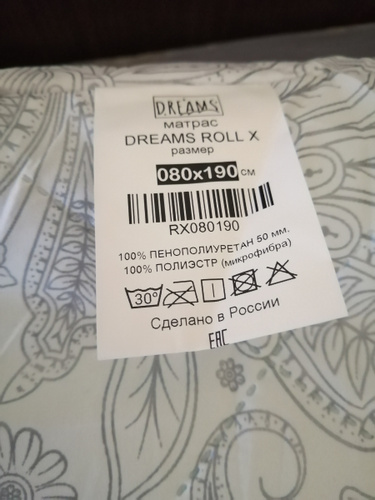 DREAMS
матрас
DREAMS ROLL X
размер
080x190 см
RX080190
100% ПЕНОПОЛИУРЕТАН 50 мм.
100% ПОЛИЭСТР (микрофибра)
30°
Сделано в России
EAC